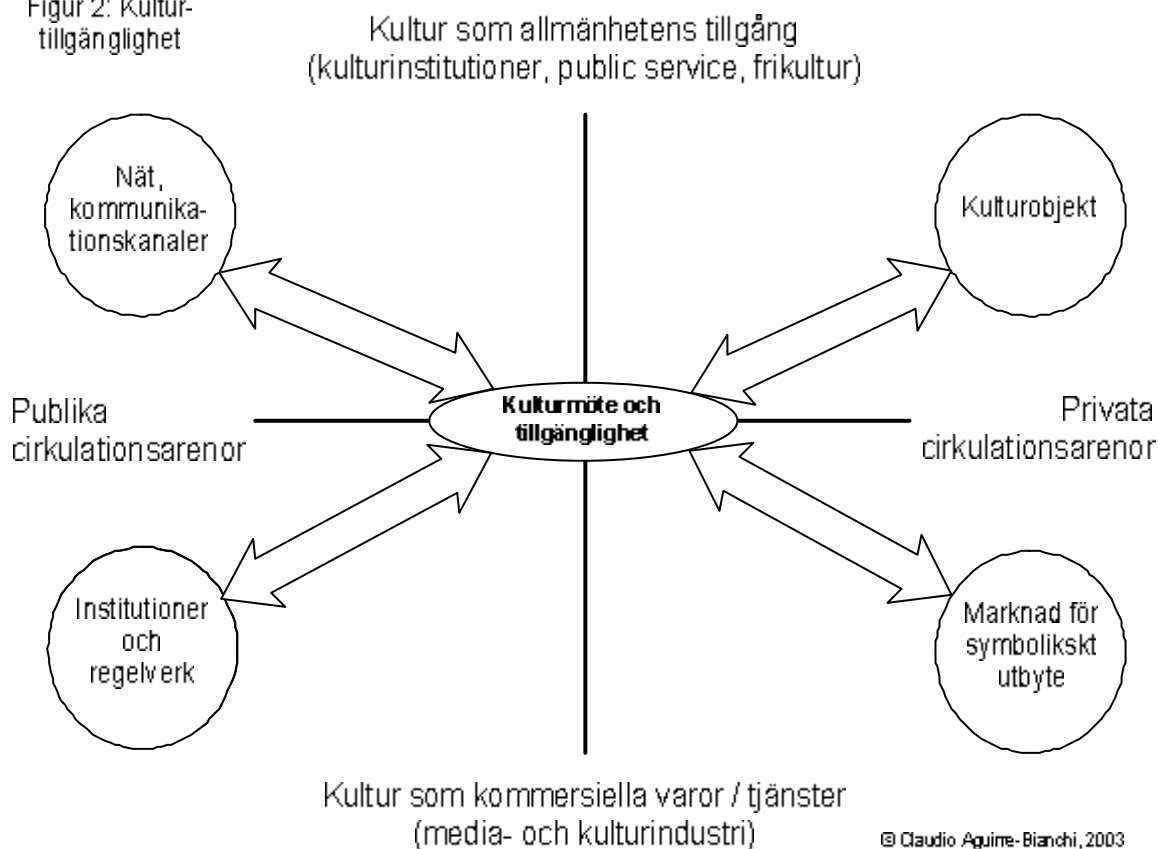 Figur 2: Kultur-
tillgänglighet
Kultur som allmänhetens tillgång
(kulturinstitutioner, public service, frikultur)
Nät,
kommunika-
tionskanaler
Kulturobjekt
Publika
cirkulationsarenor
Kulturmöte och
tillgänglighet
Privata
cirkulationsarenor
Institutioner
och
regelverk
Marknad för
symbolikskt
utbyte
Kultur som kommersiella varor / tjänster
(media- och kulturindustri)
© Claudio Aguirre-Bianchi, 2003